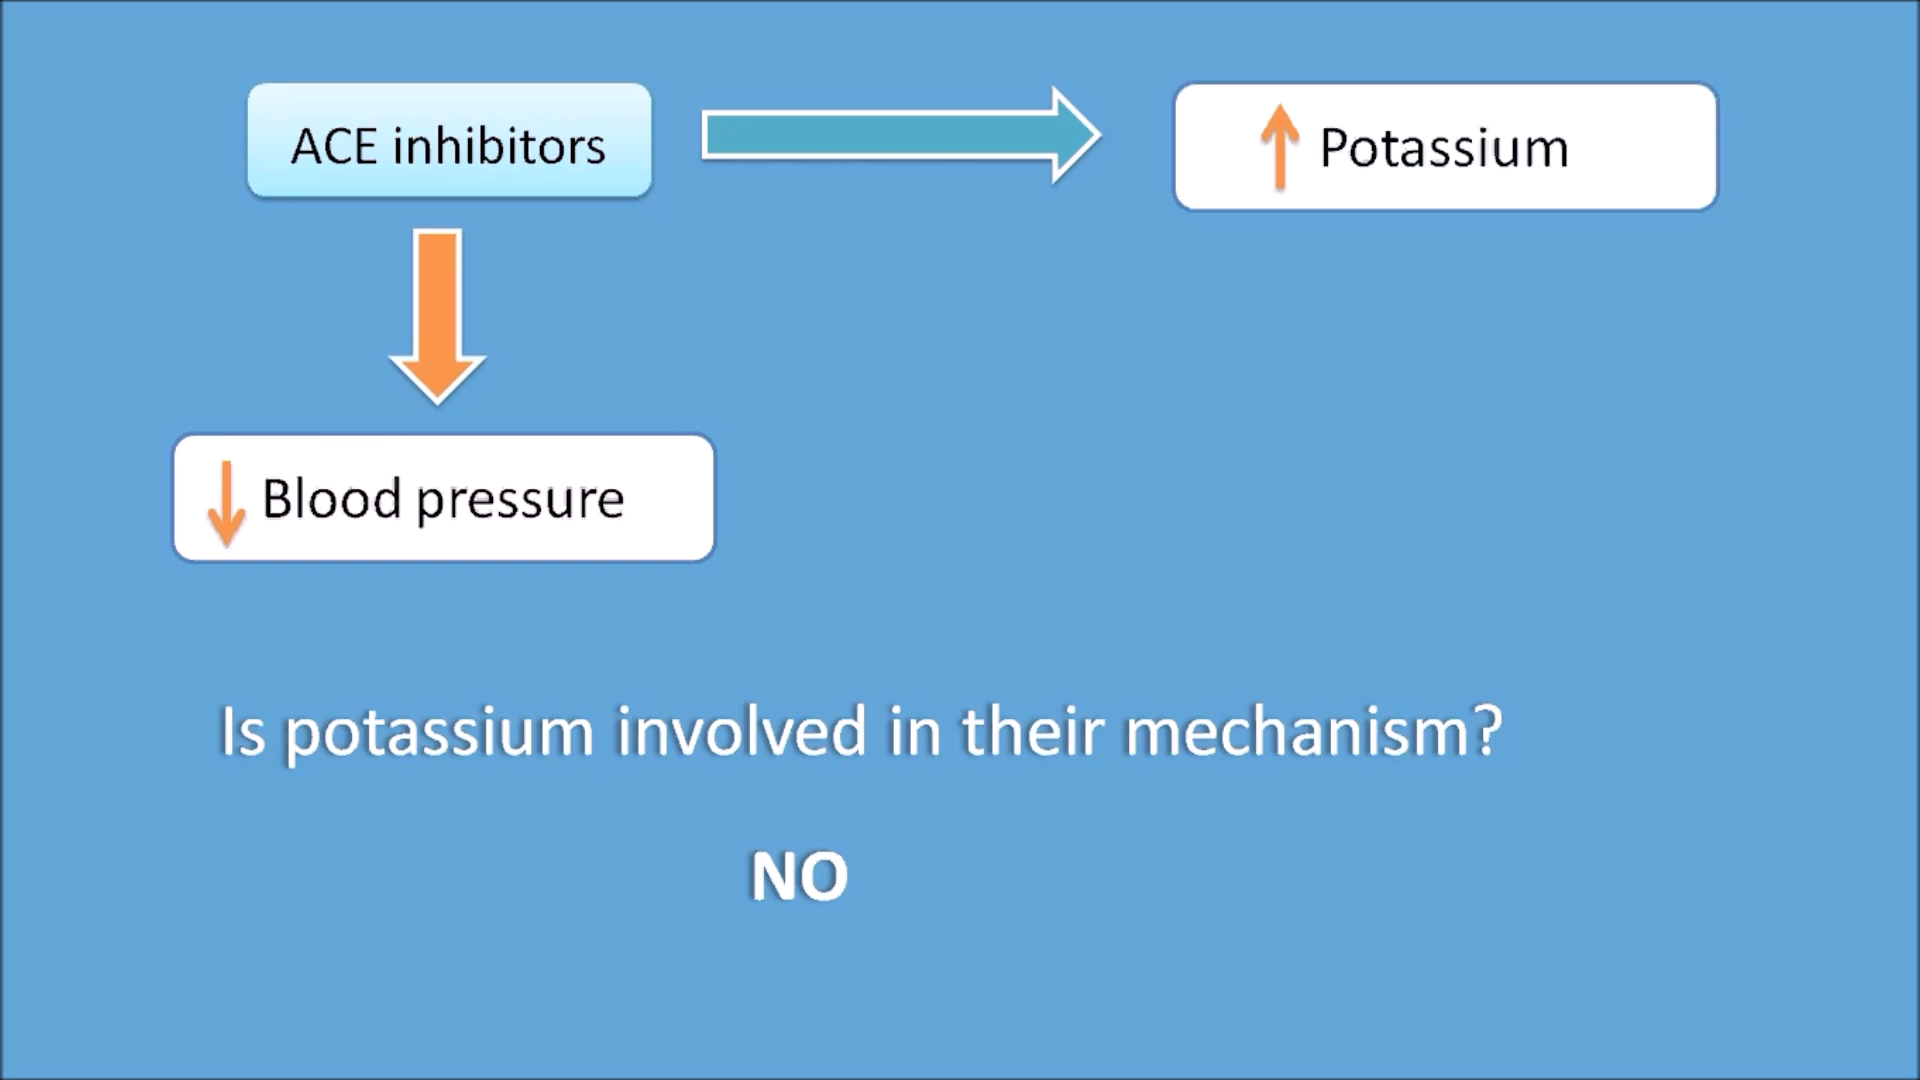 ACE inhibitors
Potassium
Blood pressure
Is potassium involved in their mechanism?
NO